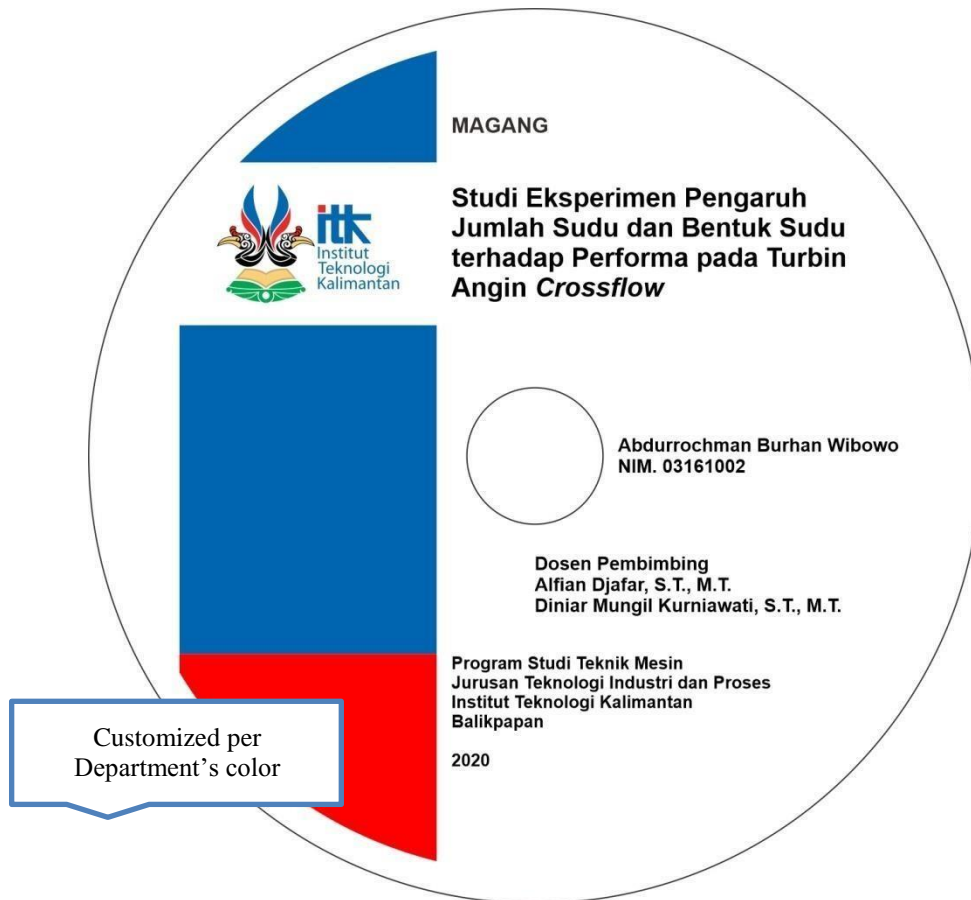 MAGANG
Studi Eksperimen Pengaruh
Jumlah Sudu dan Bentuk Sudu
terhadap Performa pada Turbin
Angin Crossflow
itk
Institut
Teknologi
Kalimantan
Abdurrochman Burhan Wibowo
NIM. 03161002
Dosen Pembimbing
Alfian Djafar, S.T., M.T.
Diniar Mungil Kurniawati, S.T., M.T.
Program Studi Teknik Mesin
Jurusan Teknologi Industri dan Proses
Institut Teknologi Kalimantan
Balikpapan
2020
Customized per
Department’s color